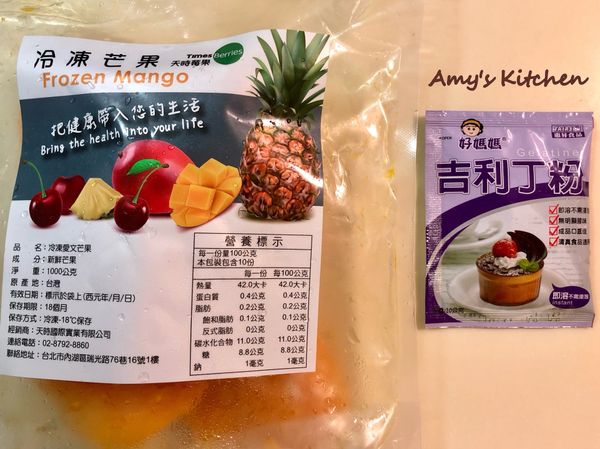 冷凍芒果
Times Berries
天時莓果
Frozen Mango
把健康帶入您的生活
Bring the health into your life
品　名：冷凍愛文芒果
成　分：新鮮芒果
淨　重：1000公克
原 產 地：台灣
有效日期：標示於袋上(西元年/月/日)
保存期限：18個月
保存方式：冷凍-18℃保存
經銷商：天時國際實業有限公司
連絡電話：02-8792-8860
聯絡地址：台北市內湖區瑞光路76巷16號1樓
營養標示
每一份量100公克
本包裝包含10份
每一份 每100公克
熱量 42.0大卡 42.0大卡
蛋白質 0.4公克 0.4公克
脂肪 0.2公克 0.2公克
飽和脂肪 0.1公克 0.1公克
反式脂肪 0公克 0公克
碳水化合物 11.0公克 11.0公克
糖 8.8公克 8.8公克
鈉 1毫克 1毫克
Amy's Kitchen
OPEN
好媽媽
Gelatine
吉利丁粉
即溶不需浸泡
instant